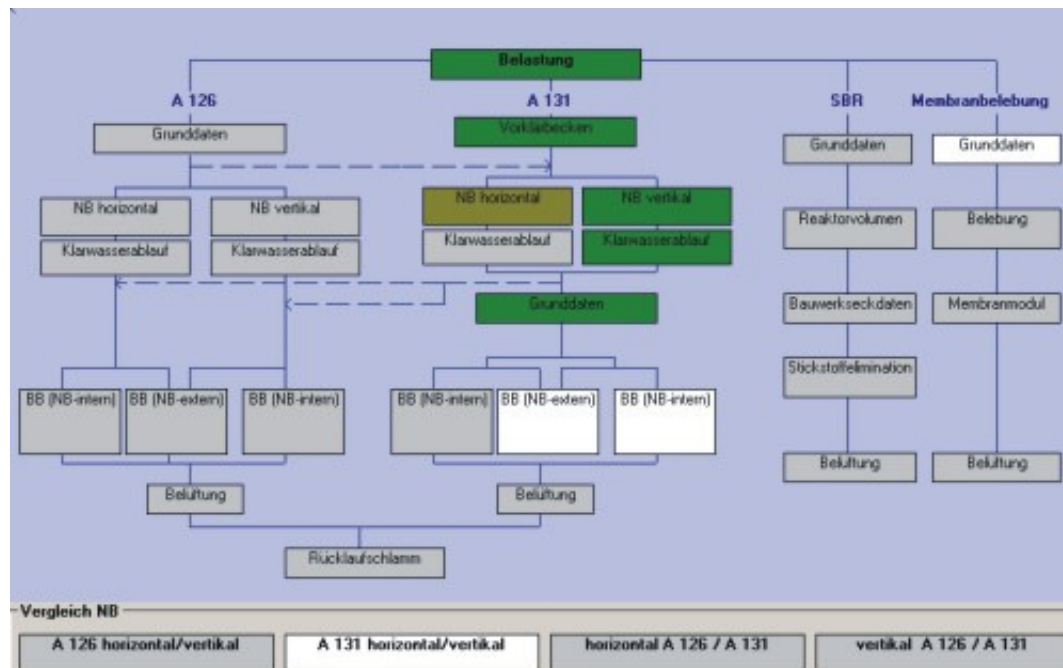 Belastung
A 126
A 131
SBR
Membranbelebung
Grunddaten
Vorklärbecken
Grunddaten
Grunddaten
NB horizontal
NB vertikal
NB horizontal
NB vertikal
Reaktorvolumen
Belebung
Klarwasserablauf
Klarwasserablauf
Klarwasserablauf
Klarwasserablauf
Grunddaten
Bauwerkseckdaten
Membranmodul
Stickstoffelimination
BB (NB-intern)
BB (NB-extern)
BB (NB-intern)
BB (NB-intern)
BB (NB-extern)
BB (NB-intern)
Belüftung
Belüftung
Belüftung
Belüftung
Rücklaufschlamm
Vergleich NB
A 126 horizontal/vertikal
A 131 horizontal/vertikal
horizontal A 126 / A 131
vertikal A 126 / A 131